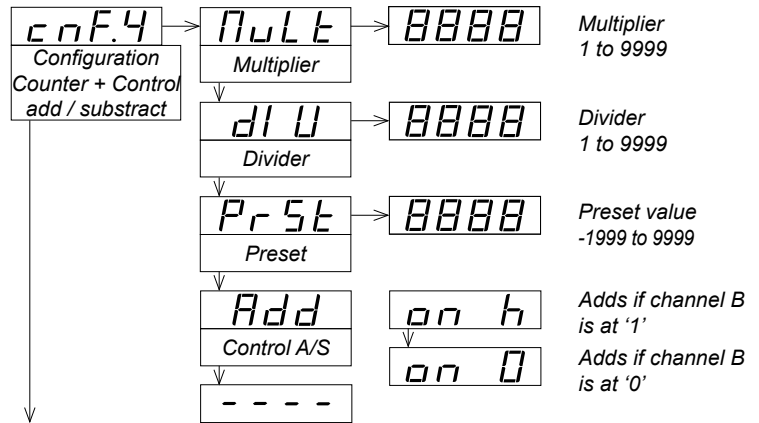 cnF.4
Configuration
Counter + Control
add / substract
MuLt
Multiplier
8888
Multiplier
1 to 9999
dI U
Divider
8888
Divider
1 to 9999
PrSt
Preset
8888
Preset value
-1999 to 9999
Add
Control A/S
on h
Adds if channel B
is at ‘1’
on 0
Adds if channel B
is at ‘0’
- - - -